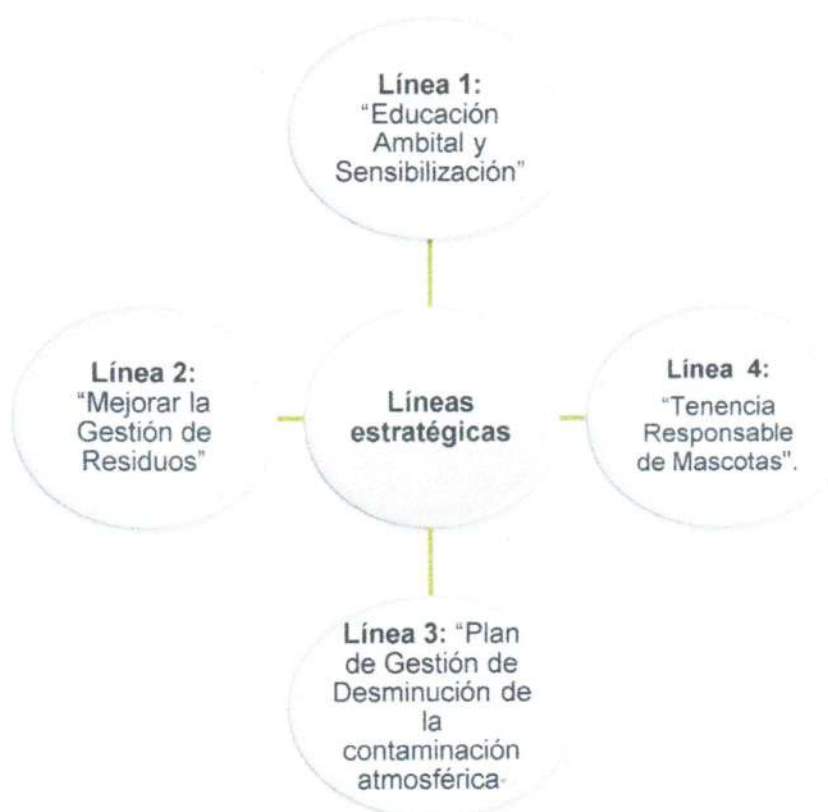 Línea 1:
“Educación
Ambital y
Sensibilización”
Línea 2:
“Mejorar la
Gestión de
Residuos”
Líneas
estratégicas
Línea 4:
“Tenencia
Responsable
de Mascotas”.
Línea 3: “Plan
de Gestión de
Desminución de
la
contaminación
atmosférica